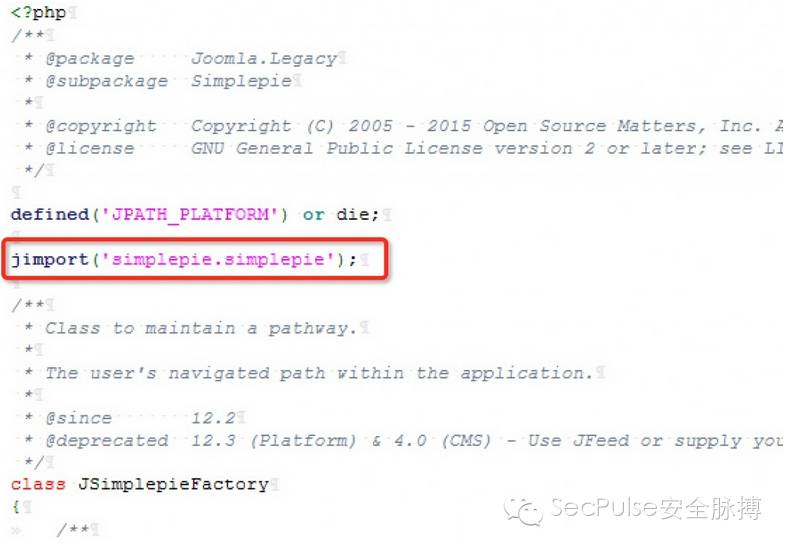 <?php
/**
 * @package     Joomla.Legacy
 * @subpackage  Simplepie
 *
 * @copyright   Copyright (C) 2005 - 2015 Open Source Matters, Inc. A
 * @license     GNU General Public License version 2 or later; see LI
 */

defined('JPATH_PLATFORM') or die;

jimport('simplepie.simplepie');

/**
 * Class to maintain a pathway.
 *
 * The user's navigated path within the application.
 *
 * @since       12.2
 * @deprecated  12.3 (Platform) & 4.0 (CMS) - Use JFeed or supply you
 */
class JSimplepieFactory
{
    /**
SecPulse安全脉搏